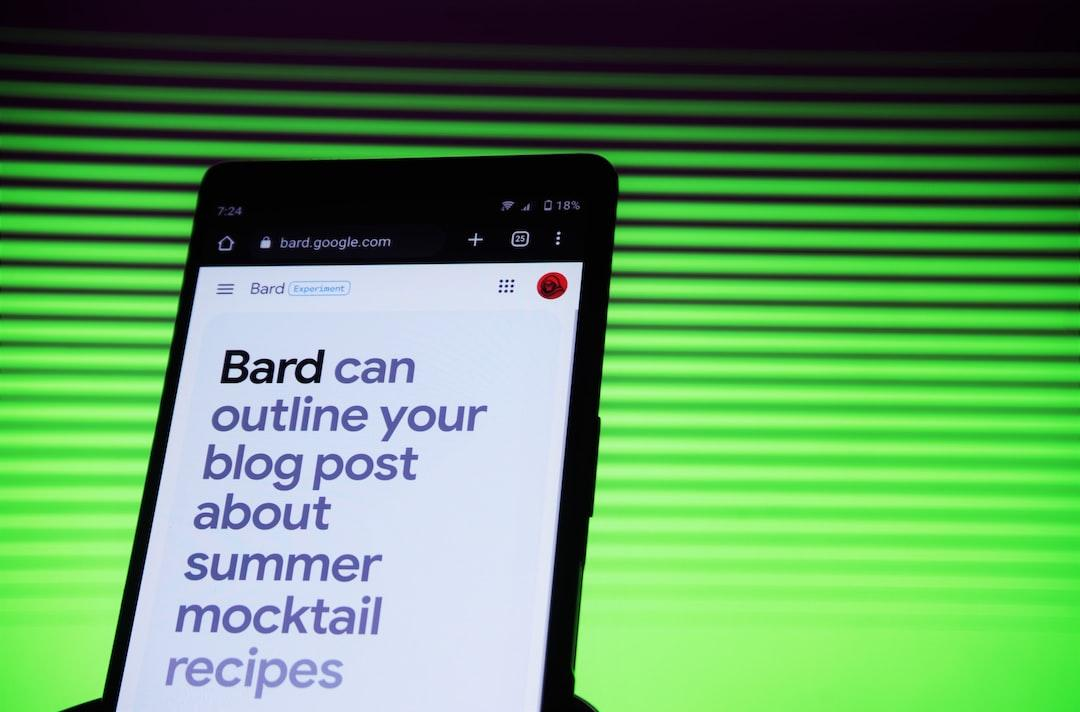 7:24 18%
bard.google.com 25
Bard Experiment
Bard can
outline your
blog post
about
summer
mocktail
recipes